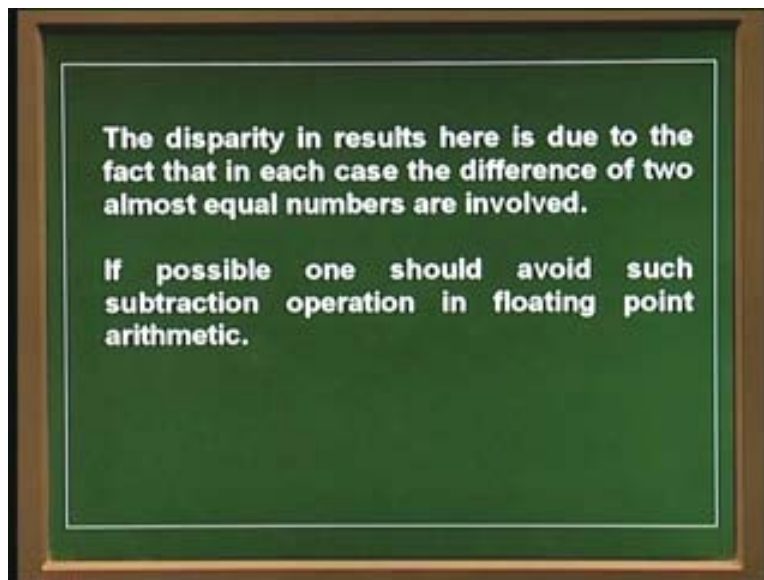 The disparity in results here is due to the
fact that in each case the difference of two
almost equal numbers are involved.
If possible one should avoid such
subtraction operation in floating point
arithmetic.